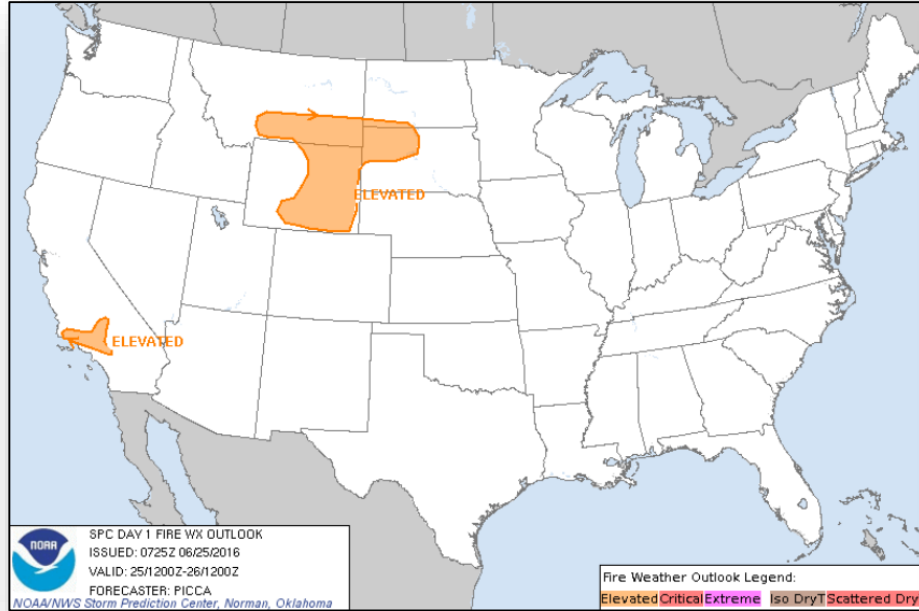 ELEVATED
ELEVATED
NOAA
SPC DAY 1 FIRE WX OUTLOOK
ISSUED: 0725Z 06/25/2016
VALID: 25/1200Z-26/1200Z
FORECASTER: PICCA
NOAA/NWS Storm Prediction Center, Norman, Oklahoma
Fire Weather Outlook Legend:
Elevated Critical Extreme Iso DryT Scattered Dry